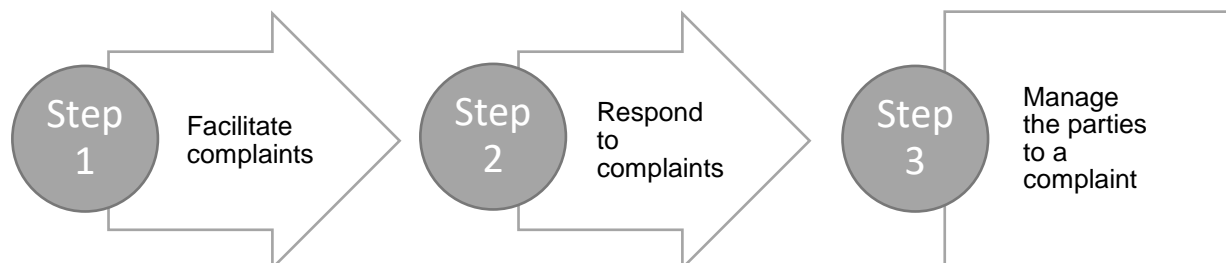 Step
1
Facilitate
complaints
Step
2
Respond
to
complaints
Step
3
Manage
the parties
to a
complaint